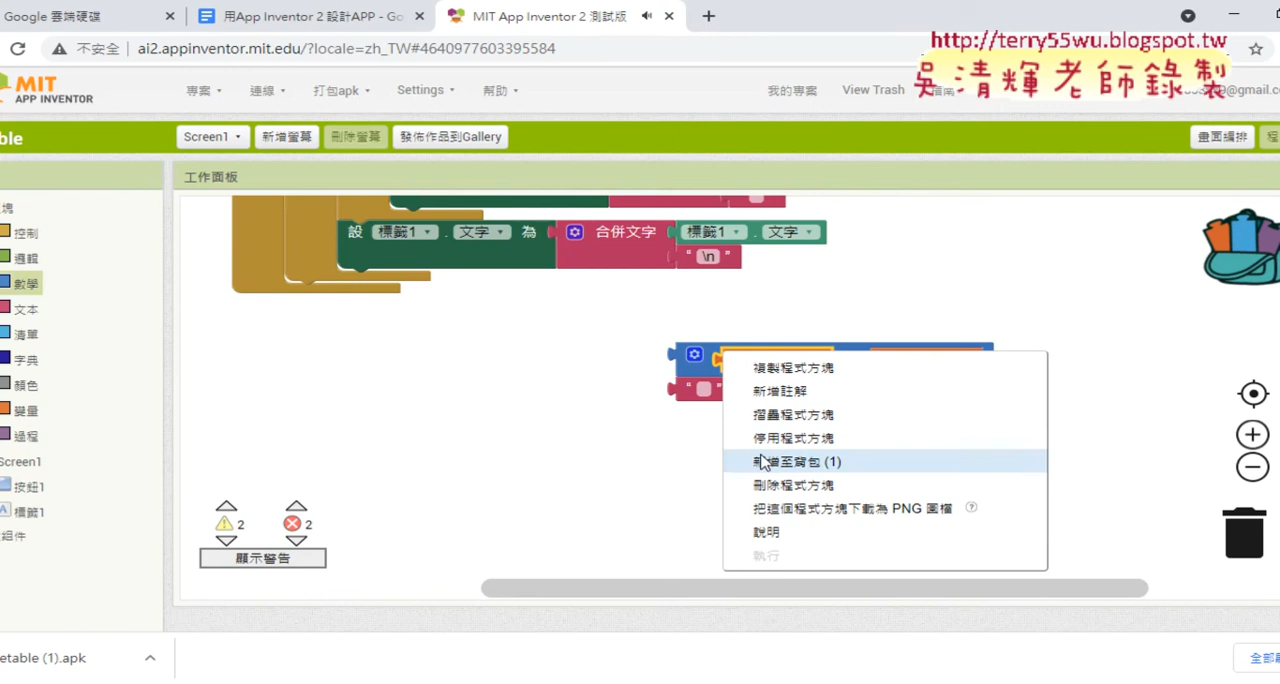 Google 雲端硬碟
用App Inventor 2 設計APP - Go
MIT App Inventor 2 測試版
不安全
ai2.appinventor.mit.edu/?locale=zh_TW#4640977603395584
http://terry55wu.blogspot.tw
吳清輝老師錄製
MIT
APP INVENTOR
專案
連線
打包apk
Settings
幫助
我的專案
View Trash
指南
@gmail.co
ble
Screen1
新增螢幕
刪除螢幕
發佈作品到Gallery
畫面編排
程
工作面板
塊
控制
邏輯
數學
文本
清單
字典
顏色
變量
過程
Screen1
按鈕1
標籤1
組件
設 標籤1 . 文字 為 合併文字 標籤1 . 文字
" \n "
" "
複製程式方塊
新增註解
摺疊程式方塊
停用程式方塊
新增至背包 (1)
刪除程式方塊
把這個程式方塊下載為 PNG 圖檔 ?
說明
執行
2
2
顯示警告
etable (1).apk
全部